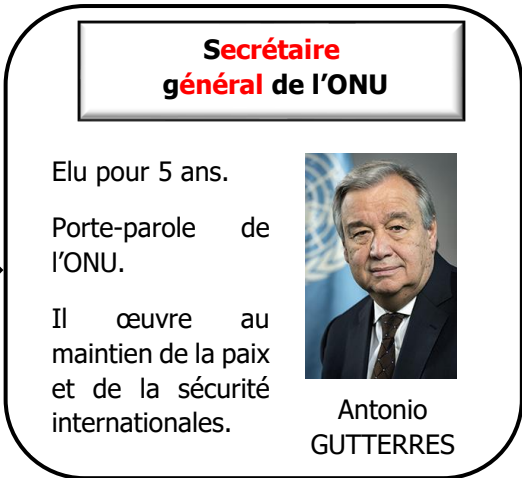 Secrétaire
général de l’ONU
Elu pour 5 ans.
Porte-parole de
l’ONU.
Il œuvre au
maintien de la paix
et de la sécurité
internationales.
Antonio
GUTTERRES